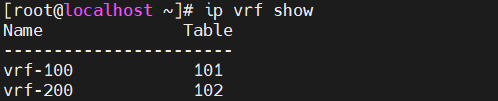 [root@localhost ~]# ip vrf show
Name              Table
-----------------------
vrf-100            101
vrf-200            102